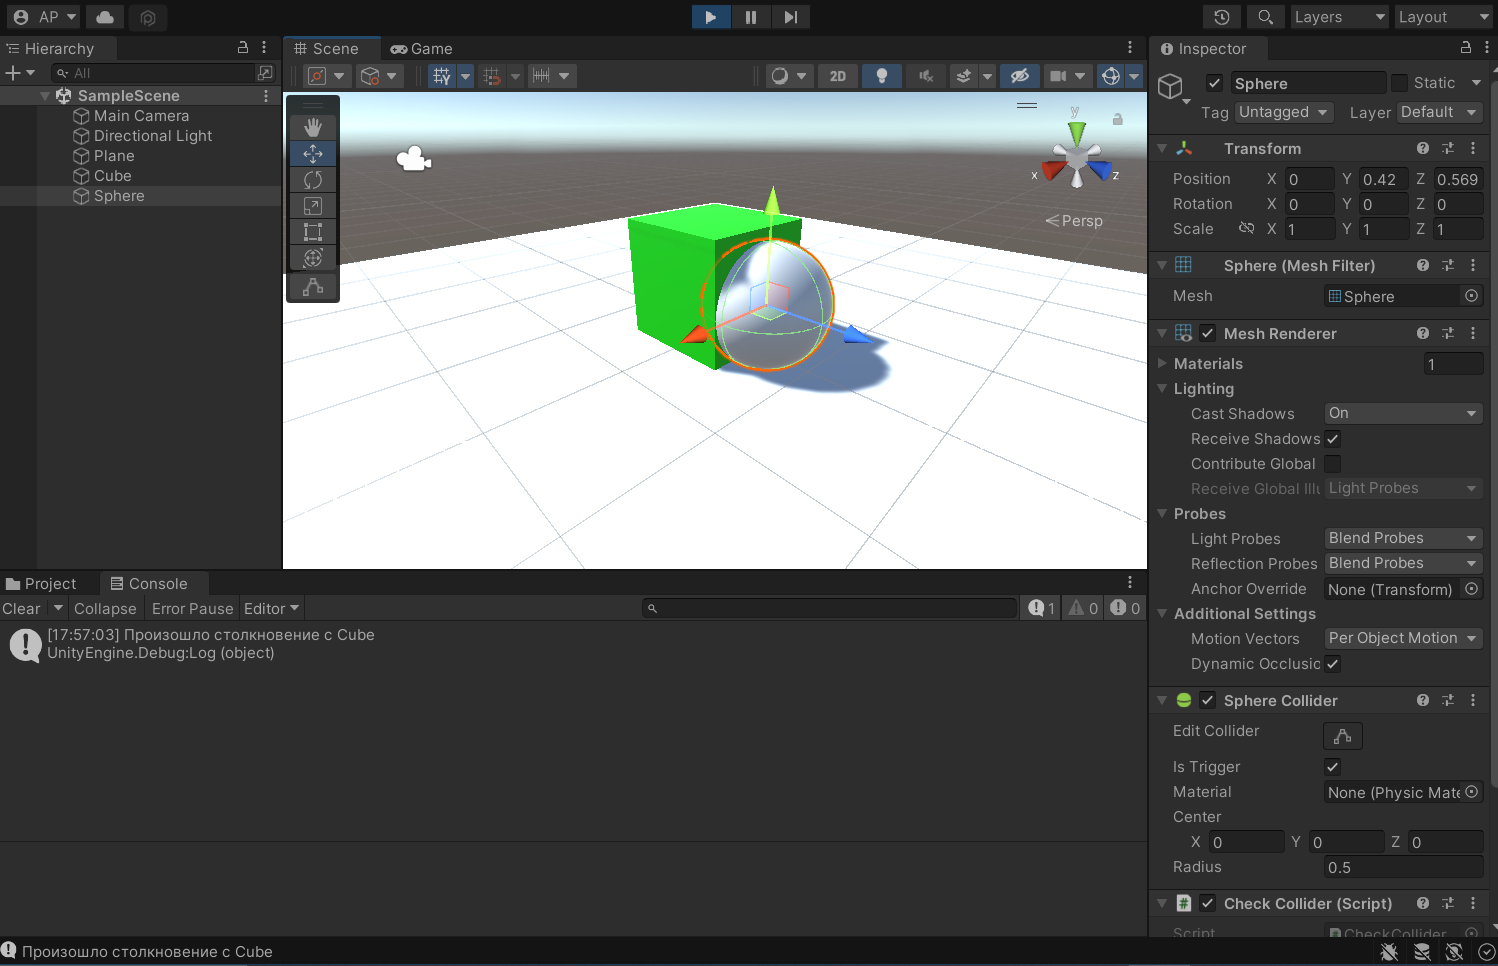 AP
Layers
Layout
Hierarchy
All
SampleScene
Main Camera
Directional Light
Plane
Cube
Sphere
Scene
Game
2D
y
x
z
Persp
Project
Console
Clear
Collapse
Error Pause
Editor
1
0
0
[17:57:03] Произошло столкновение с Cube
UnityEngine.Debug:Log (object)
Inspector
Sphere
Static
Tag Untagged Layer Default
Transform
Position X 0 Y 0.42 Z 0.569
Rotation X 0 Y 0 Z 0
Scale X 1 Y 1 Z 1
Sphere (Mesh Filter)
Mesh Sphere
Mesh Renderer
Materials 1
Lighting
Cast Shadows On
Receive Shadows
Contribute Global
Receive Global Illu Light Probes
Probes
Light Probes Blend Probes
Reflection Probes Blend Probes
Anchor Override None (Transform)
Additional Settings
Motion Vectors Per Object Motion
Dynamic Occlusio
Sphere Collider
Edit Collider
Is Trigger
Material None (Physic Mate
Center
X 0 Y 0 Z 0
Radius 0.5
# Check Collider (Script)
Script CheckCollider
Произошло столкновение с Cube